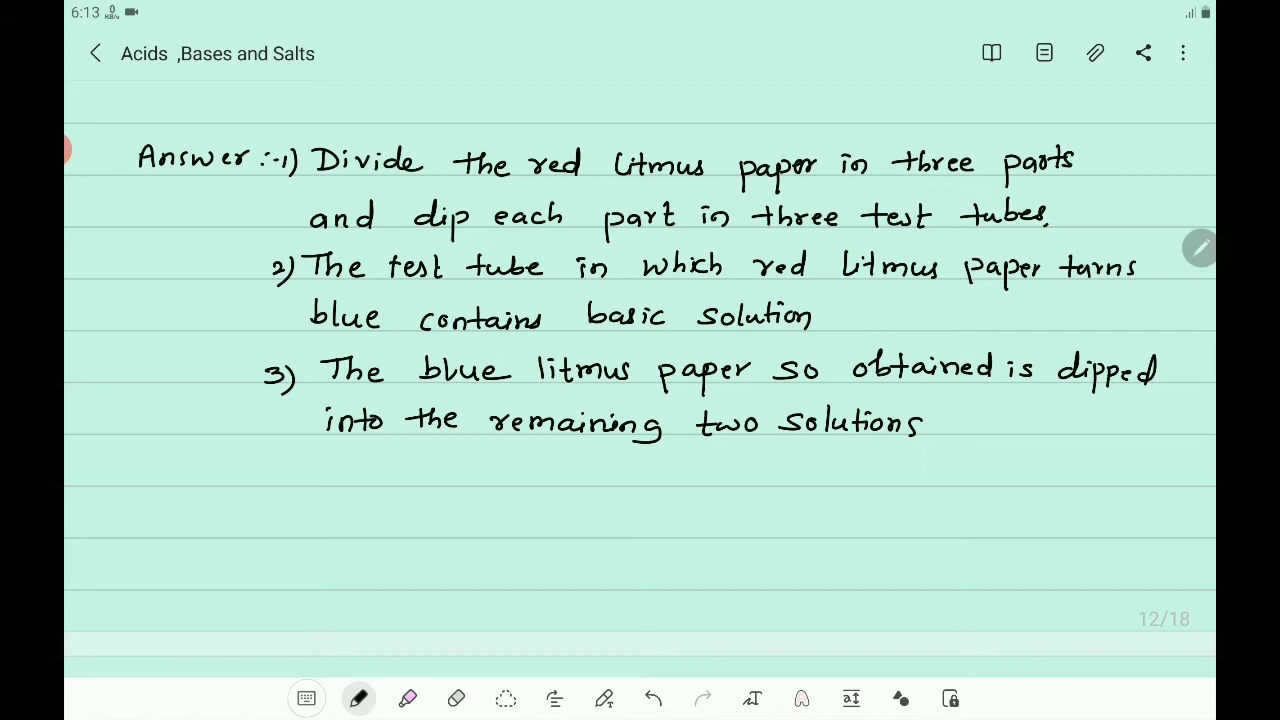 6:13 0 KB/s
Acids ,Bases and Salts
Answer :- 1) Divide the red litmus paper in three parts
and dip each part in three test tubes.
2) The test tube in which red litmus paper turns
blue contains basic solution
3) The blue litmus paper so obtained is dipped
into the remaining two solutions
12/18